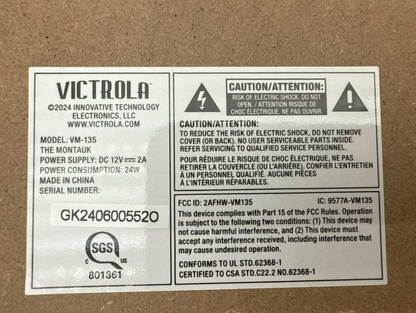 VICTROLA
©2024 INNOVATIVE TECHNOLOGY
ELECTRONICS, LLC
WWW.VICTROLA.COM
MODEL: VM-135
THE MONTAUK
POWER SUPPLY: DC 12V⎓2A
POWER CONSUMPTION: 24W
MADE IN CHINA
SERIAL NUMBER:
GK2406005520
SGS
C US
801361
CAUTION/ATTENTION:
RISK OF ELECTRIC SHOCK. DO NOT
OPEN. / ATTENTION RISQUE DE
CHOC ÉLECTRIQUE NE PAS OUVRIR.
CAUTION/ATTENTION:
TO REDUCE THE RISK OF ELECTRIC SHOCK, DO NOT REMOVE
COVER (OR BACK). NO USER SERVICEABLE PARTS INSIDE.
REFER SERVICING TO QUALIFIED SERVICE PERSONNEL.
POUR RÉDUIRE LE RISQUE DE CHOC ÉLECTRIQUE, NE PAS
RETIRER LA COUVERCLE (OU L'ARRIÈRE). CONFIER L'ENTRETIEN
À UN PERSONNEL QUALIFIÉ. AUCUNE PIÈCES
À L'INTÉRIEUR
FCC ID: 2AFHW-VM135 IC: 9577A-VM135
This device complies with Part 15 of the FCC Rules. Operation
is subject to the following two conditions: (1) This device may
not cause harmful interference, and (2) This device must
accept any interference received, including interference that
may cause undesired operation.
CONFORMS TO UL STD.62368-1
CERTIFIED TO CSA STD.C22.2 NO.62368-1